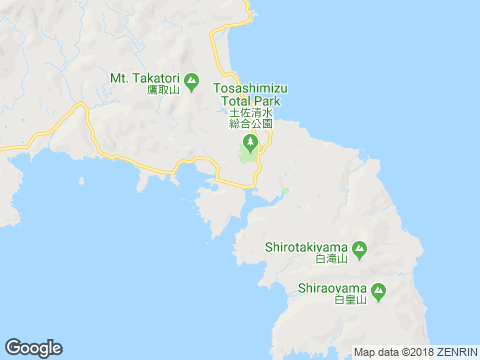 Mt. Takatori
鷹取山
Tosashimizu
Total Park
土佐清水
総合公園
Shirotakiyama
白滝山
Shiraoyama
白皇山
Google
Map data ©2018 ZENRIN